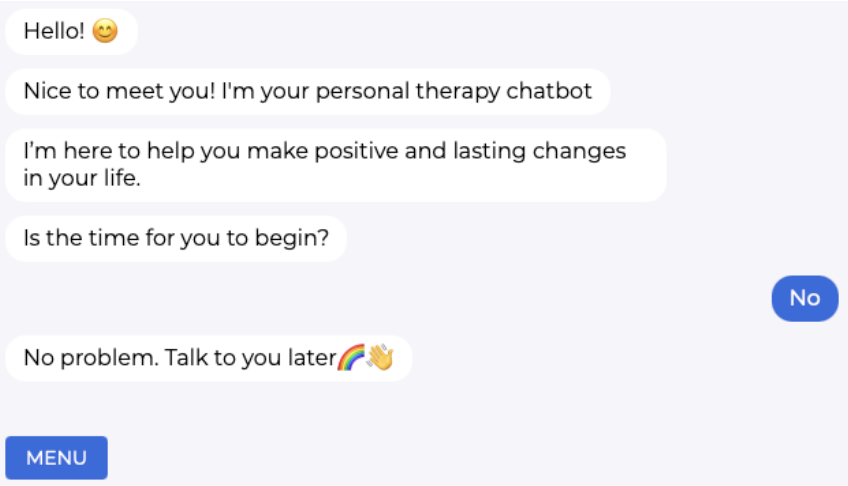 Hello! 😊
Nice to meet you! I'm your personal therapy chatbot
I’m here to help you make positive and lasting changes
in your life.
Is the time for you to begin?
No
No problem. Talk to you later🌈👋
MENU